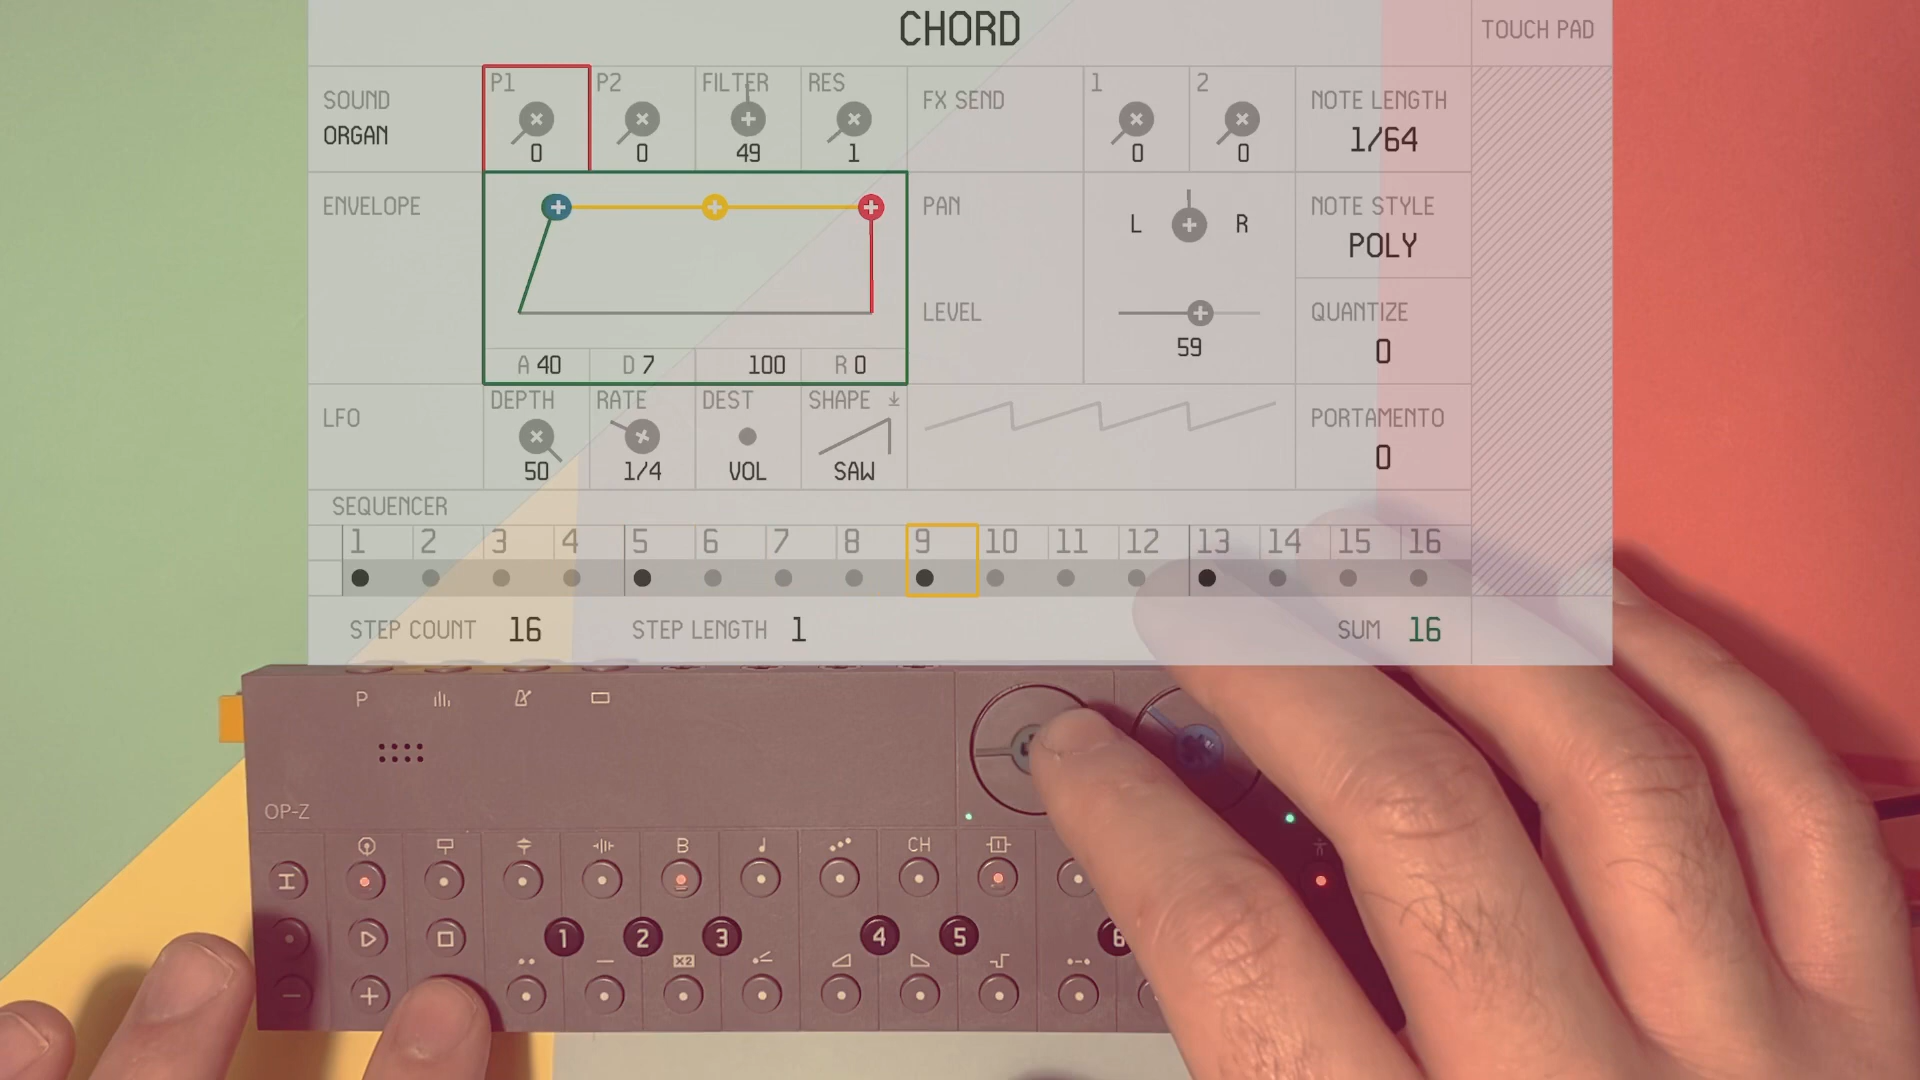 CHORD
TOUCH PAD
SOUND
ORGAN
P1
0
P2
0
FILTER
49
RES
1
FX SEND
1
0
2
0
NOTE LENGTH
1/64
ENVELOPE
A 40
D 7
100
R 0
PAN
L R
NOTE STYLE
POLY
LEVEL
59
QUANTIZE
0
LFO
DEPTH
50
RATE
1/4
DEST
VOL
SHAPE
SAW
PORTAMENTO
0
SEQUENCER
1 2 3 4 5 6 7 8 9 10 11 12 13 14 15 16
STEP COUNT 16
STEP LENGTH 1
SUM 16
P
OP-Z
B
CH
1 2 3 4 5 6
X2